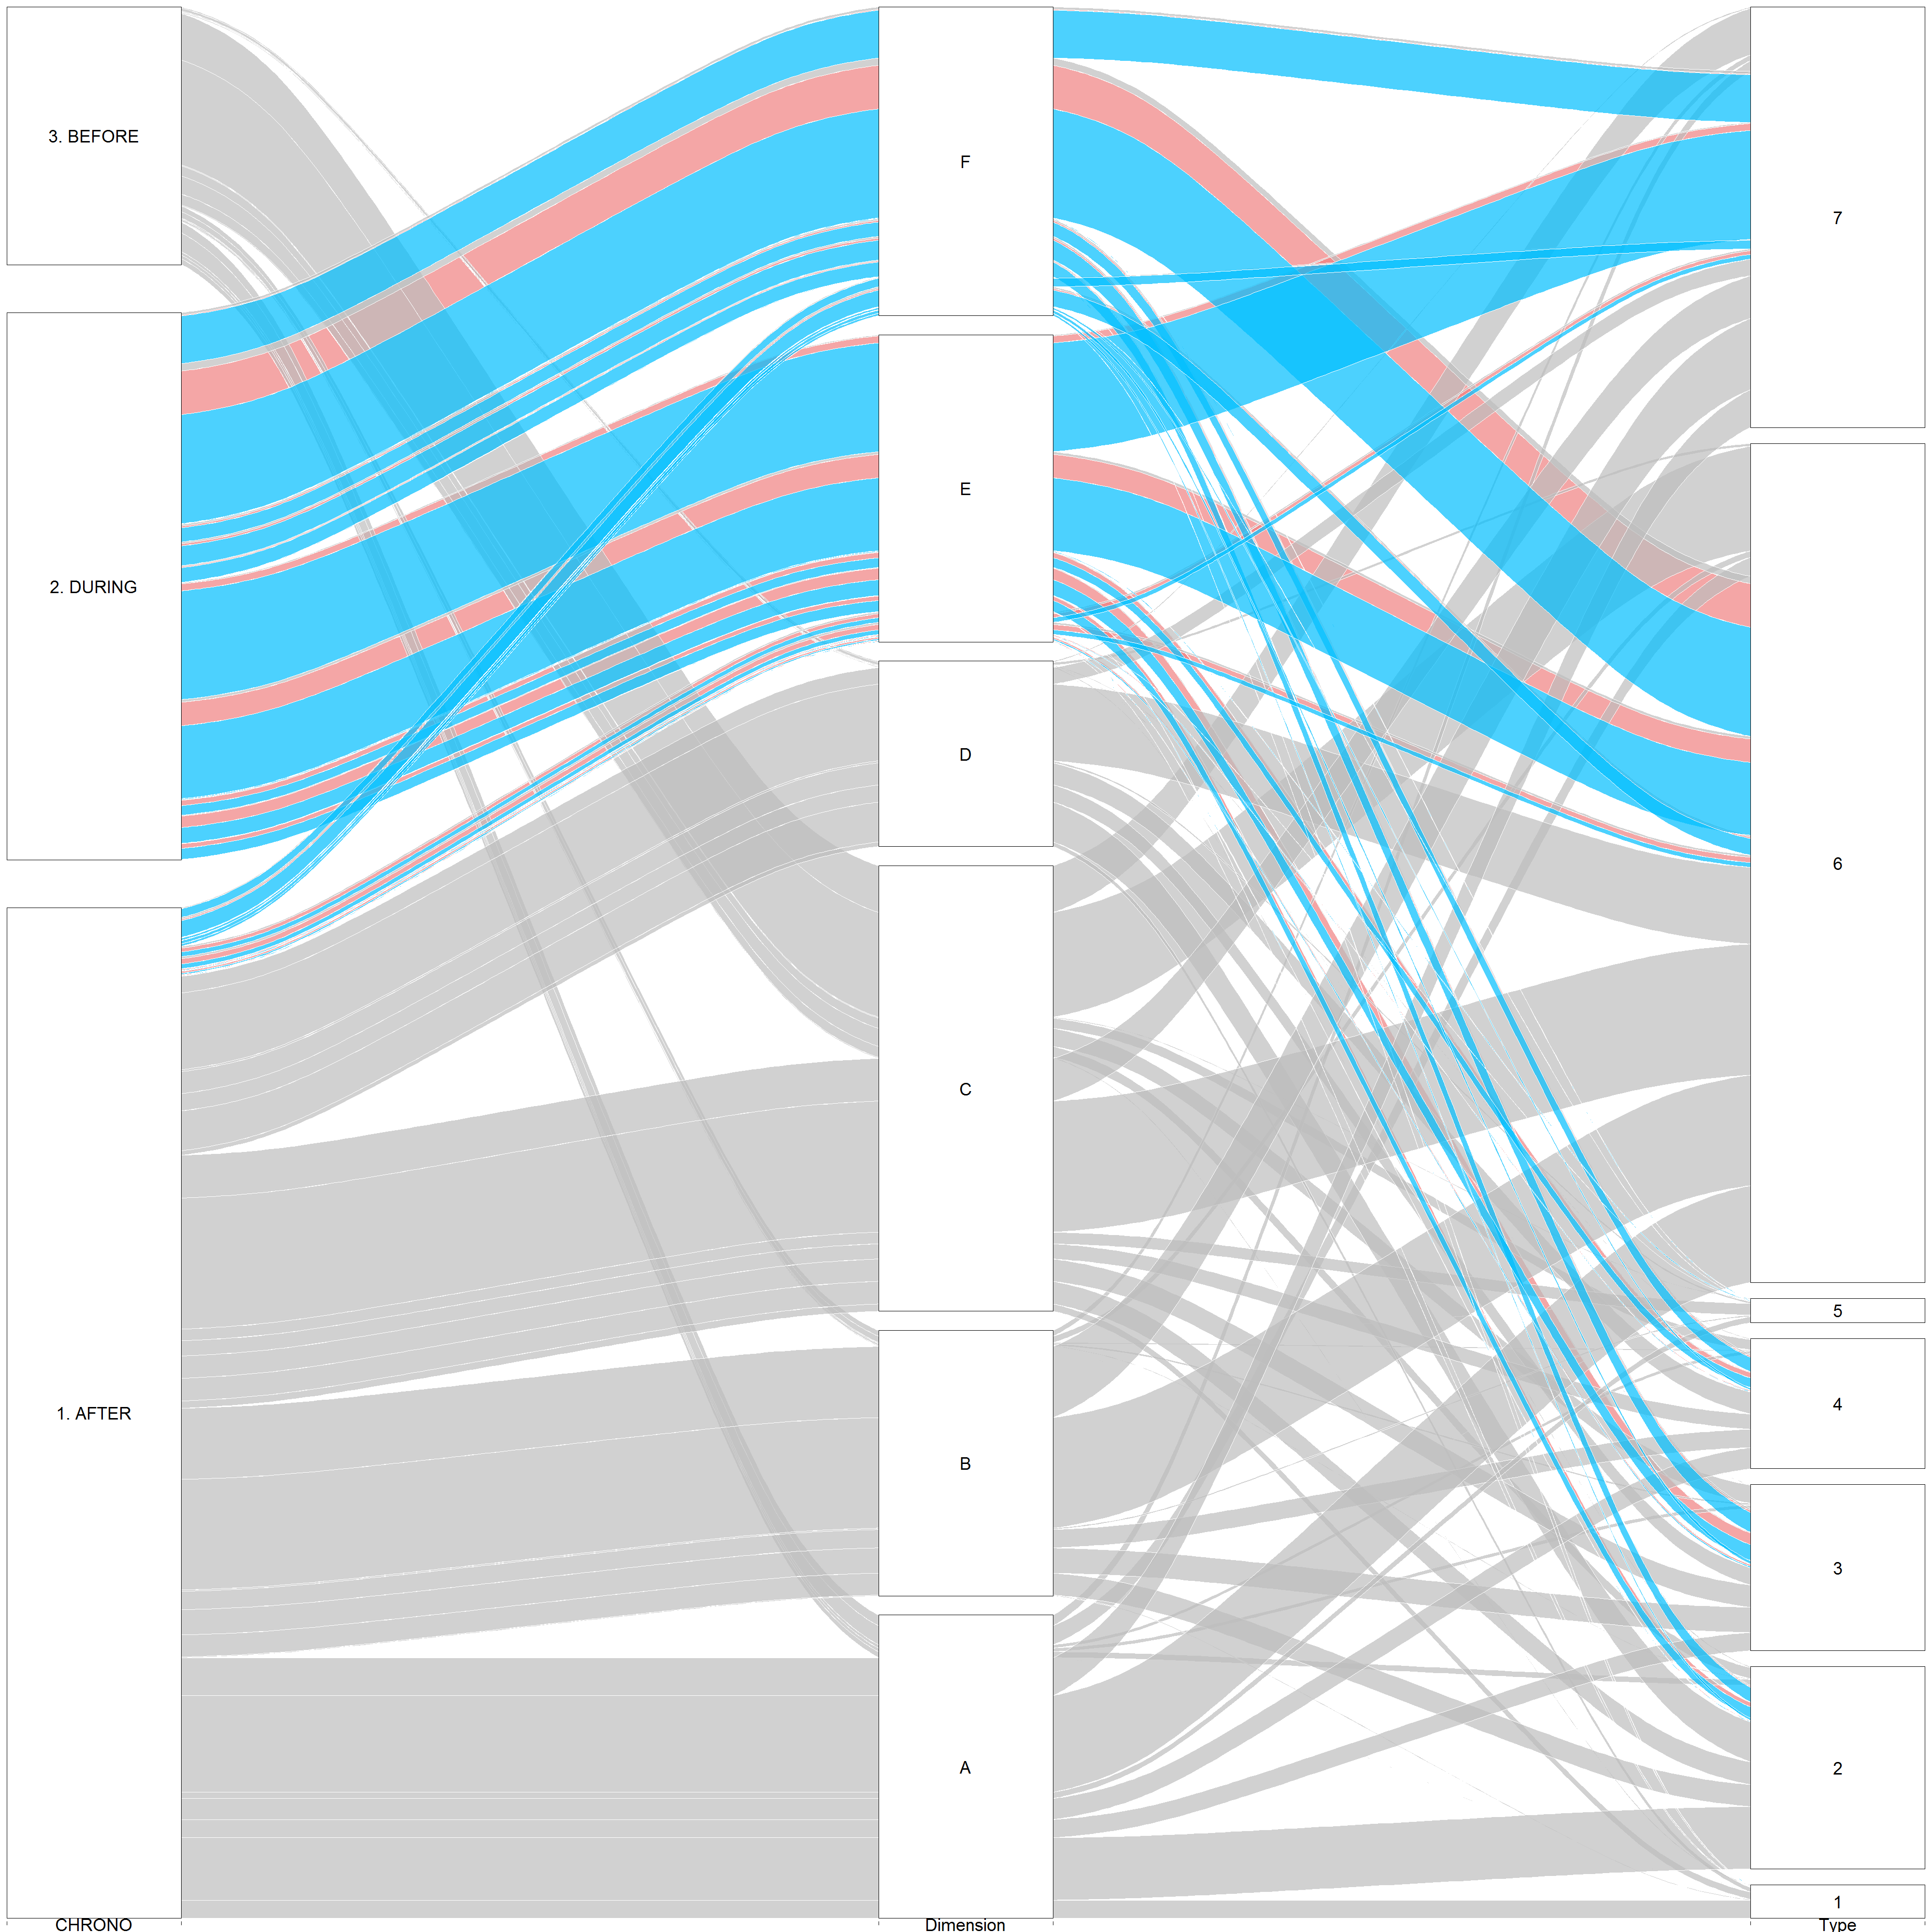 3. BEFORE
2. DURING
1. AFTER
F
E
D
C
B
A
7
6
5
4
3
2
1
CHRONO
Dimension
Type